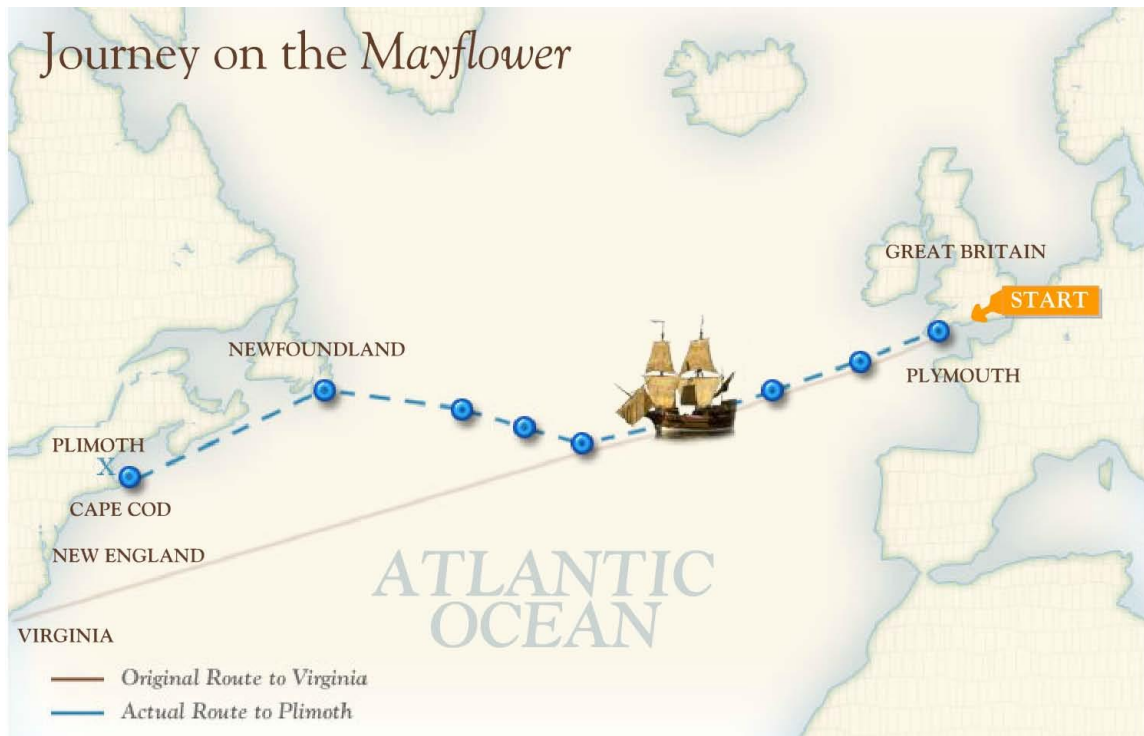 Journey on the Mayflower
GREAT BRITAIN
START
NEWFOUNDLAND
PLYMOUTH
PLIMOTH
X
CAPE COD
NEW ENGLAND
ATLANTIC
OCEAN
VIRGINIA
Original Route to Virginia
Actual Route to Plimoth